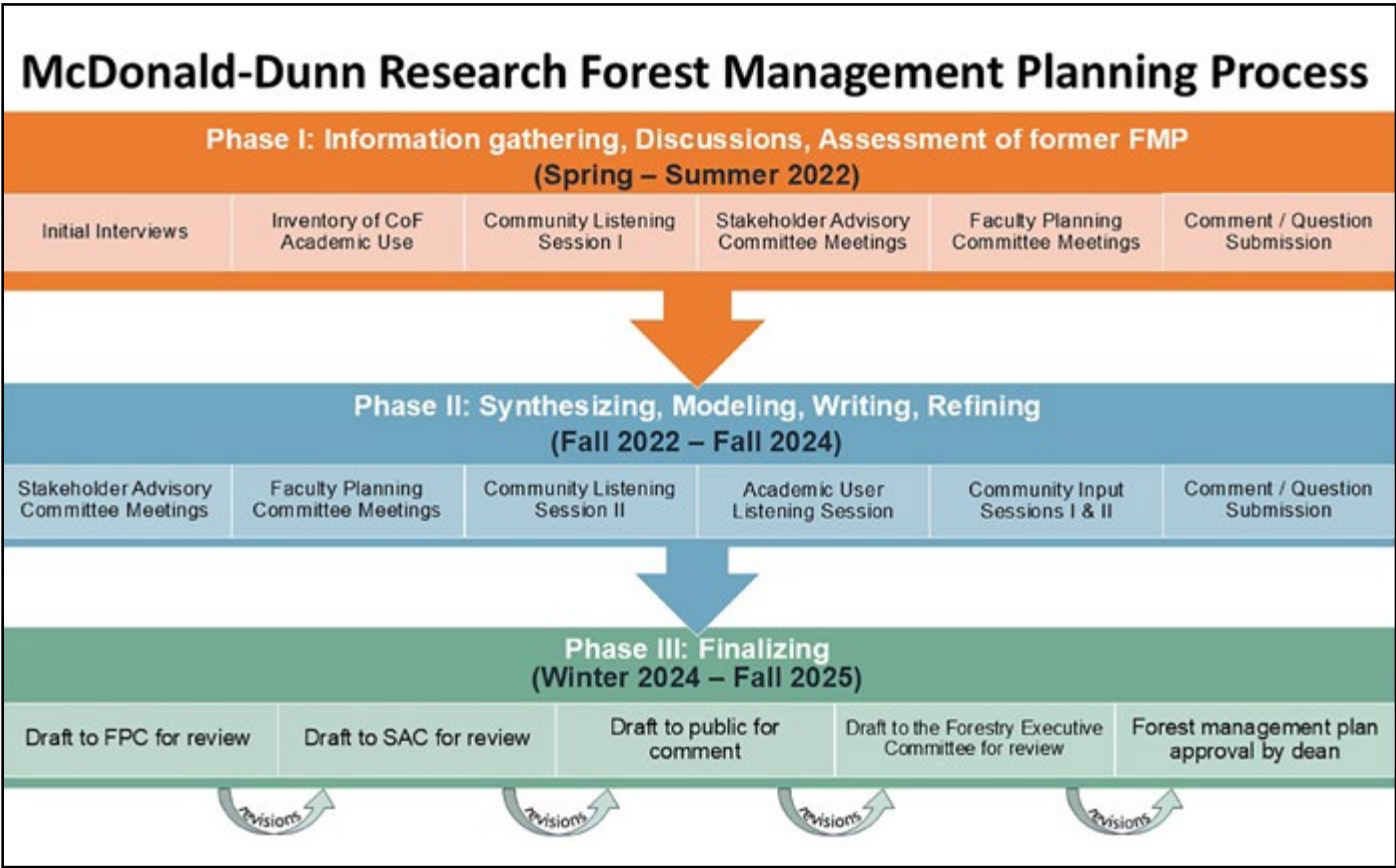 McDonald-Dunn Research Forest Management Planning Process
Phase I: Information gathering, Discussions, Assessment of former FMP
(Spring – Summer 2022)
Initial Interviews
Inventory of CoF
Academic Use
Community Listening
Session I
Stakeholder Advisory
Committee Meetings
Faculty Planning
Committee Meetings
Comment / Question
Submission
Phase II: Synthesizing, Modeling, Writing, Refining
(Fall 2022 – Fall 2024)
Stakeholder Advisory
Committee Meetings
Faculty Planning
Committee Meetings
Community Listening
Session II
Academic User
Listening Session
Community Input
Sessions I & II
Comment / Question
Submission
Phase III: Finalizing
(Winter 2024 – Fall 2025)
Draft to FPC for review
Draft to SAC for review
Draft to public for
comment
Draft to the Forestry Executive
Committee for review
Forest management plan
approval by dean
revisions
revisions
revisions
revisions